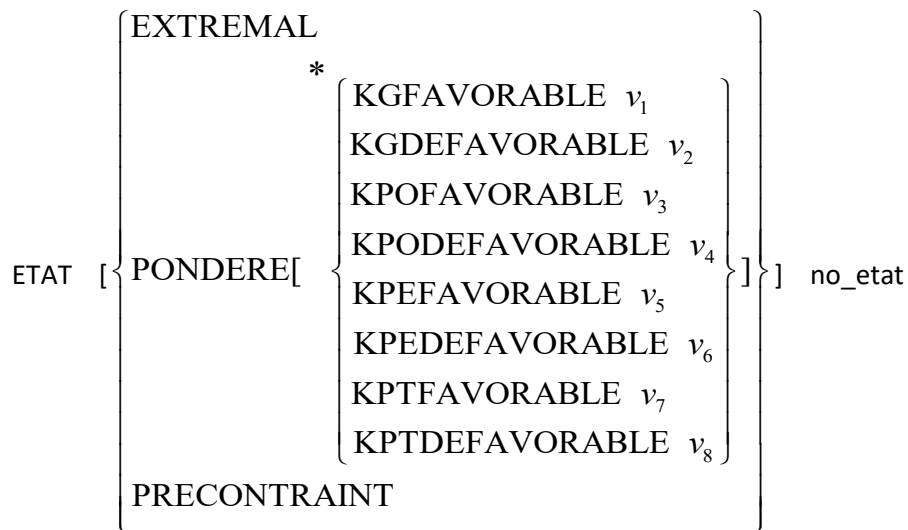 EXTREMAL
*
KGFAVORABLE v₁
KGDEFAVORABLE v₂
KPOFAVORABLE v₃
KPODEFAVORABLE v₄
ETAT [ { PONDERE[ { } ] } ] no_etat
KPEFAVORABLE v₅
KPEDEFAVORABLE v₆
KPTFAVORABLE v₇
KPTDEFAVORABLE v₈
PRECONTRAINT